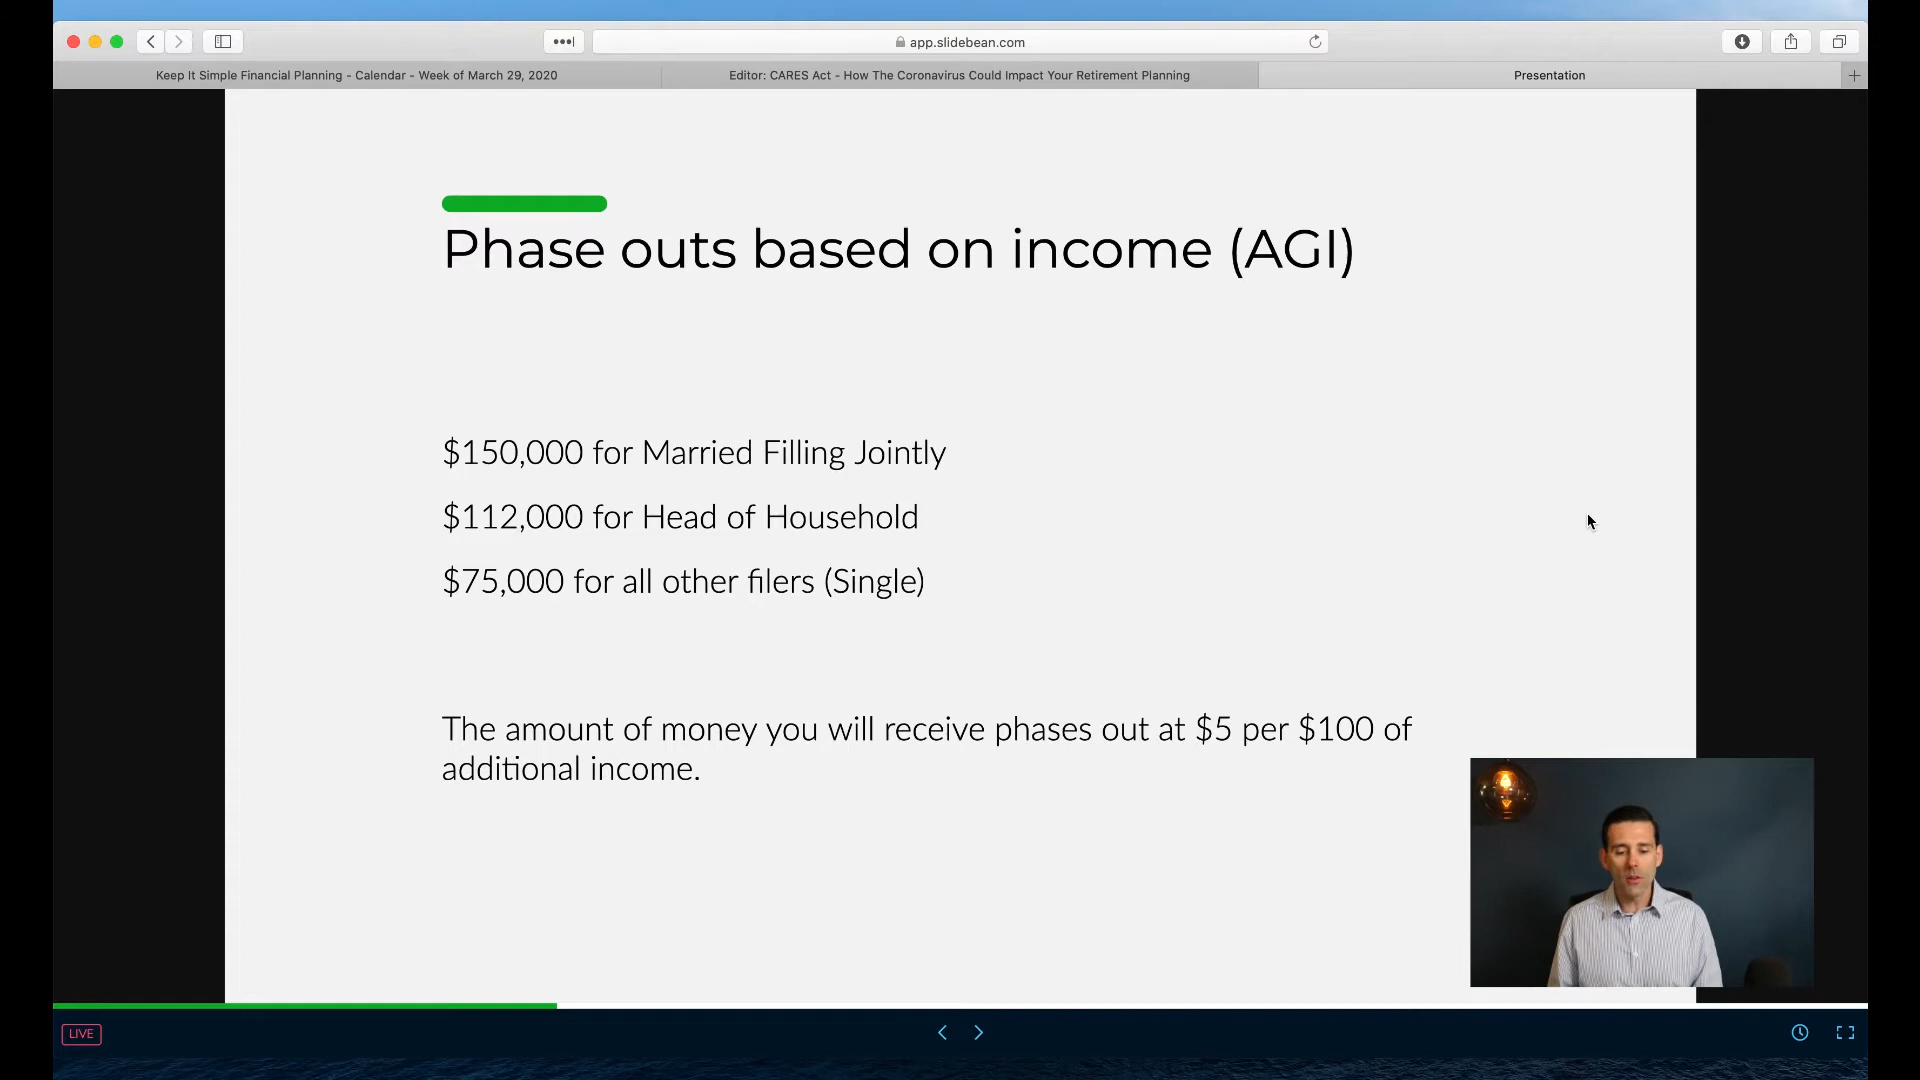 app.slidebean.com
Keep It Simple Financial Planning - Calendar - Week of March 29, 2020
Editor: CARES Act - How The Coronavirus Could Impact Your Retirement Planning
Presentation
Phase outs based on income (AGI)
$150,000 for Married Filling Jointly
$112,000 for Head of Household
$75,000 for all other filers (Single)
The amount of money you will receive phases out at $5 per $100 of
additional income.
LIVE